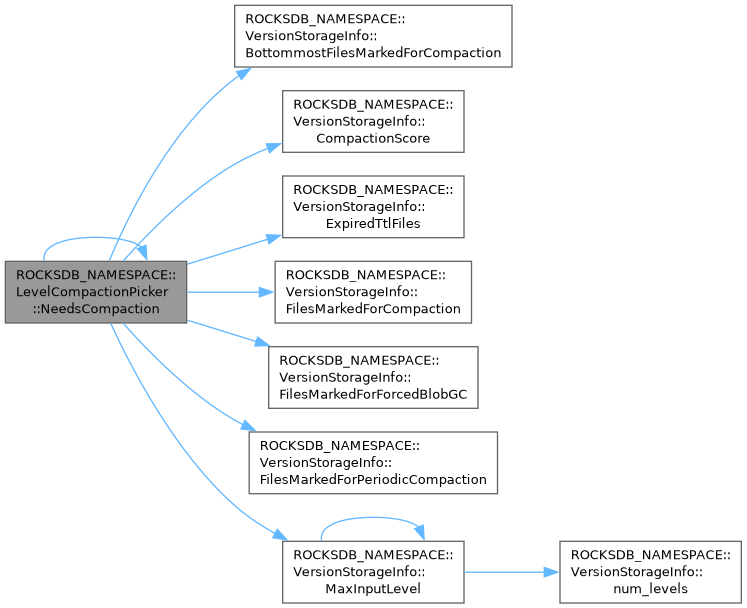 ROCKSDB_NAMESPACE::
VersionStorageInfo::
BottommostFilesMarkedForCompaction
ROCKSDB_NAMESPACE::
VersionStorageInfo::
CompactionScore
ROCKSDB_NAMESPACE::
VersionStorageInfo::
ExpiredTtlFiles
ROCKSDB_NAMESPACE::
LevelCompactionPicker
::NeedsCompaction
ROCKSDB_NAMESPACE::
VersionStorageInfo::
FilesMarkedForCompaction
ROCKSDB_NAMESPACE::
VersionStorageInfo::
FilesMarkedForForcedBlobGC
ROCKSDB_NAMESPACE::
VersionStorageInfo::
FilesMarkedForPeriodicCompaction
ROCKSDB_NAMESPACE::
VersionStorageInfo::
MaxInputLevel
ROCKSDB_NAMESPACE::
VersionStorageInfo::
num_levels